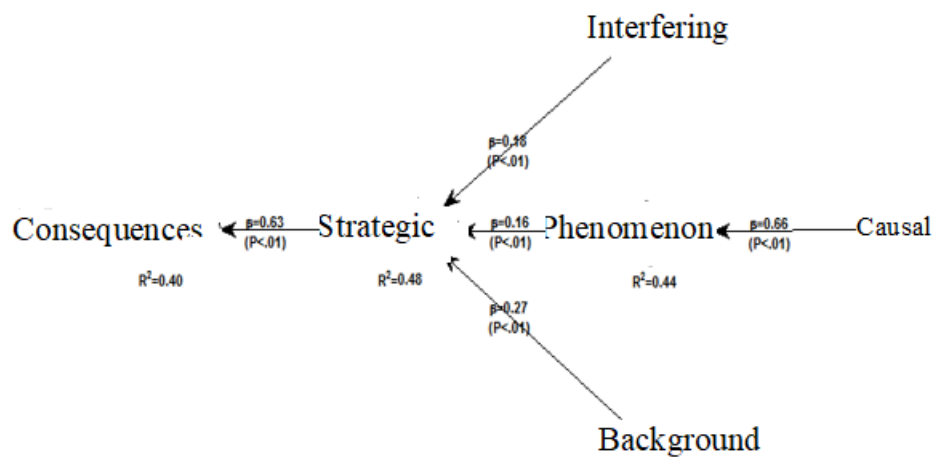 Interfering
β=0.18
(P<.01)
Consequences
β=0.63
(P<.01)
Strategic
β=0.16
(P<.01)
Phenomenon
β=0.66
(P<.01)
Causal
R²=0.40
R²=0.48
R²=0.44
β=0.27
(P<.01)
Background